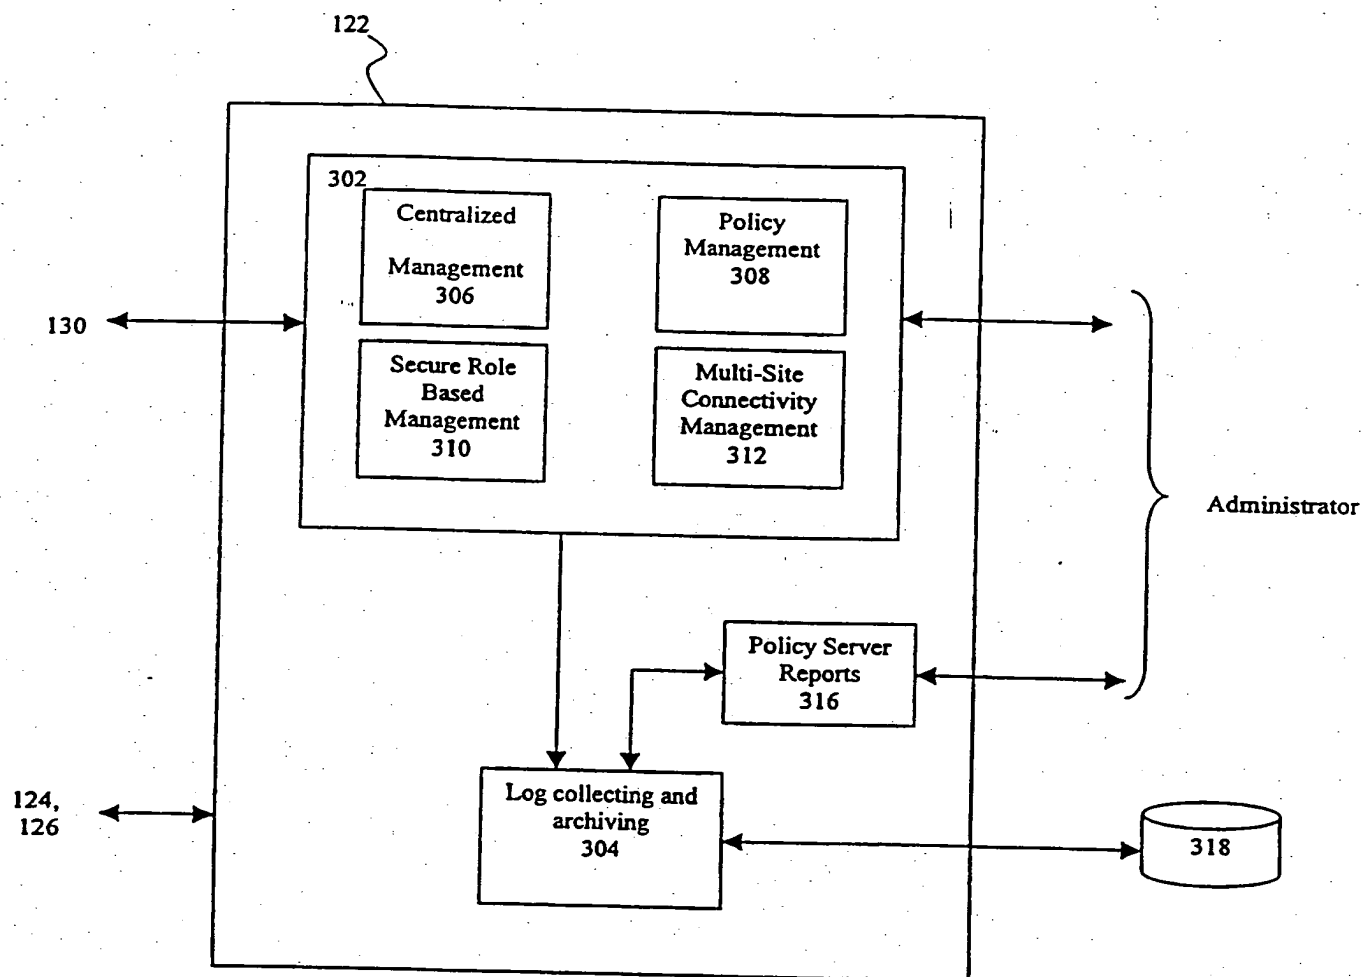 122
302
Centralized
Management
306
Policy
Management
308
130
Secure Role
Based
Management
310
Multi-Site
Connectivity
Management
312
Administrator
Policy Server
Reports
316
124,
126
Log collecting and
archiving
304
318